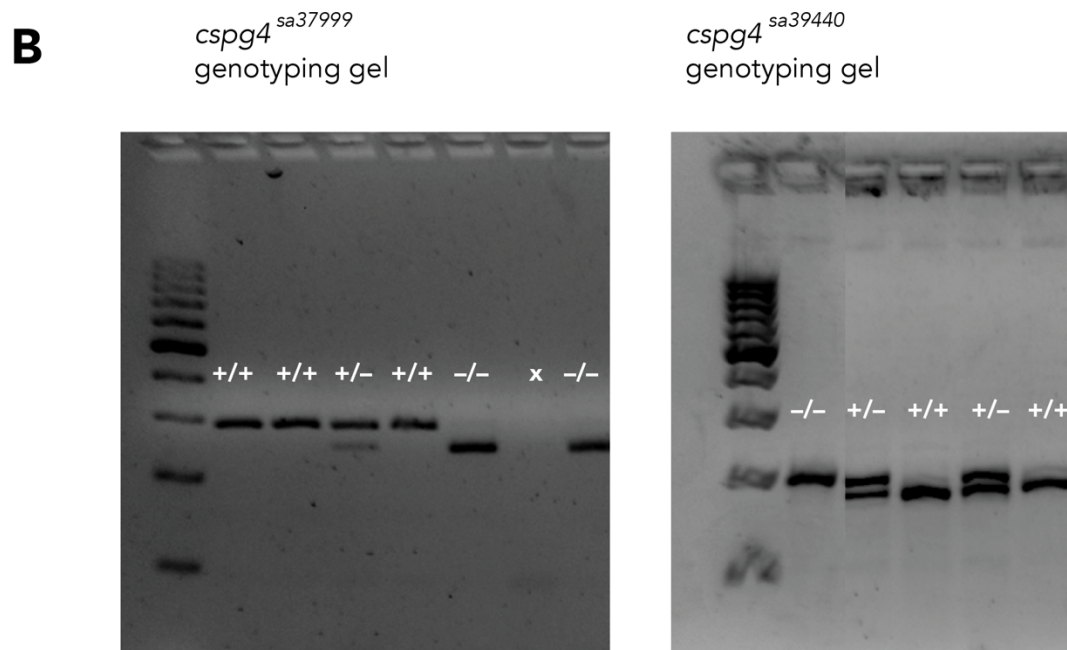 B
cspg4 sa37999
genotyping gel
cspg4 sa39440
genotyping gel
+/+ +/+ +/– +/+ –/– x –/–
–/– +/– +/+ +/– +/+